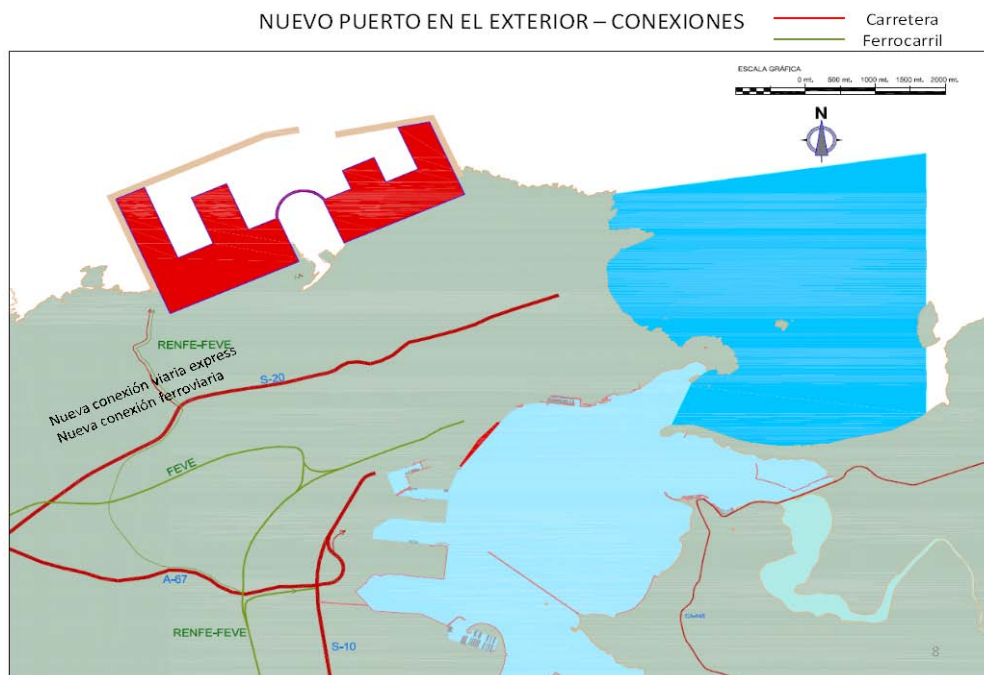 NUEVO PUERTO EN EL EXTERIOR – CONEXIONES
Carretera
Ferrocarril
ESCALA GRÁFICA
0 mt. 500 mt. 1000 mt. 1500 mt. 2000 mt.
N
RENFE-FEVE
Nueva conexión viaria express
Nueva conexión ferroviaria
S-20
FEVE
A-67
RENFE-FEVE
S-10
8